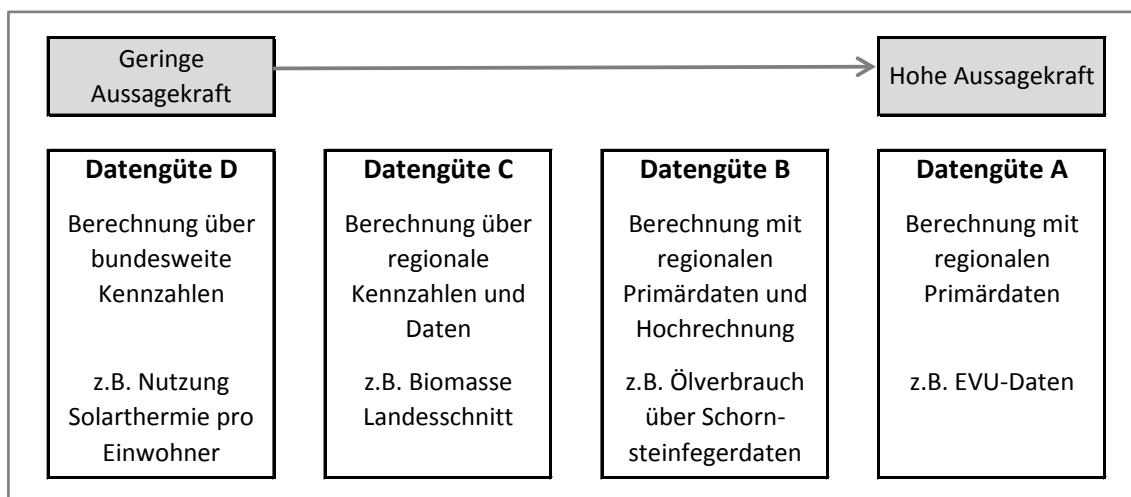 Geringe
Aussagekraft
Hohe Aussagekraft
Datengüte D
Berechnung über
bundesweite
Kennzahlen
z.B. Nutzung
Solarthermie pro
Einwohner
Datengüte C
Berechnung über
regionale
Kennzahlen und
Daten
z.B. Biomasse
Landesschnitt
Datengüte B
Berechnung mit
regionalen
Primärdaten und
Hochrechnung
z.B. Ölverbrauch
über Schorn-
steinfegerdaten
Datengüte A
Berechnung mit
regionalen
Primärdaten
z.B. EVU-Daten